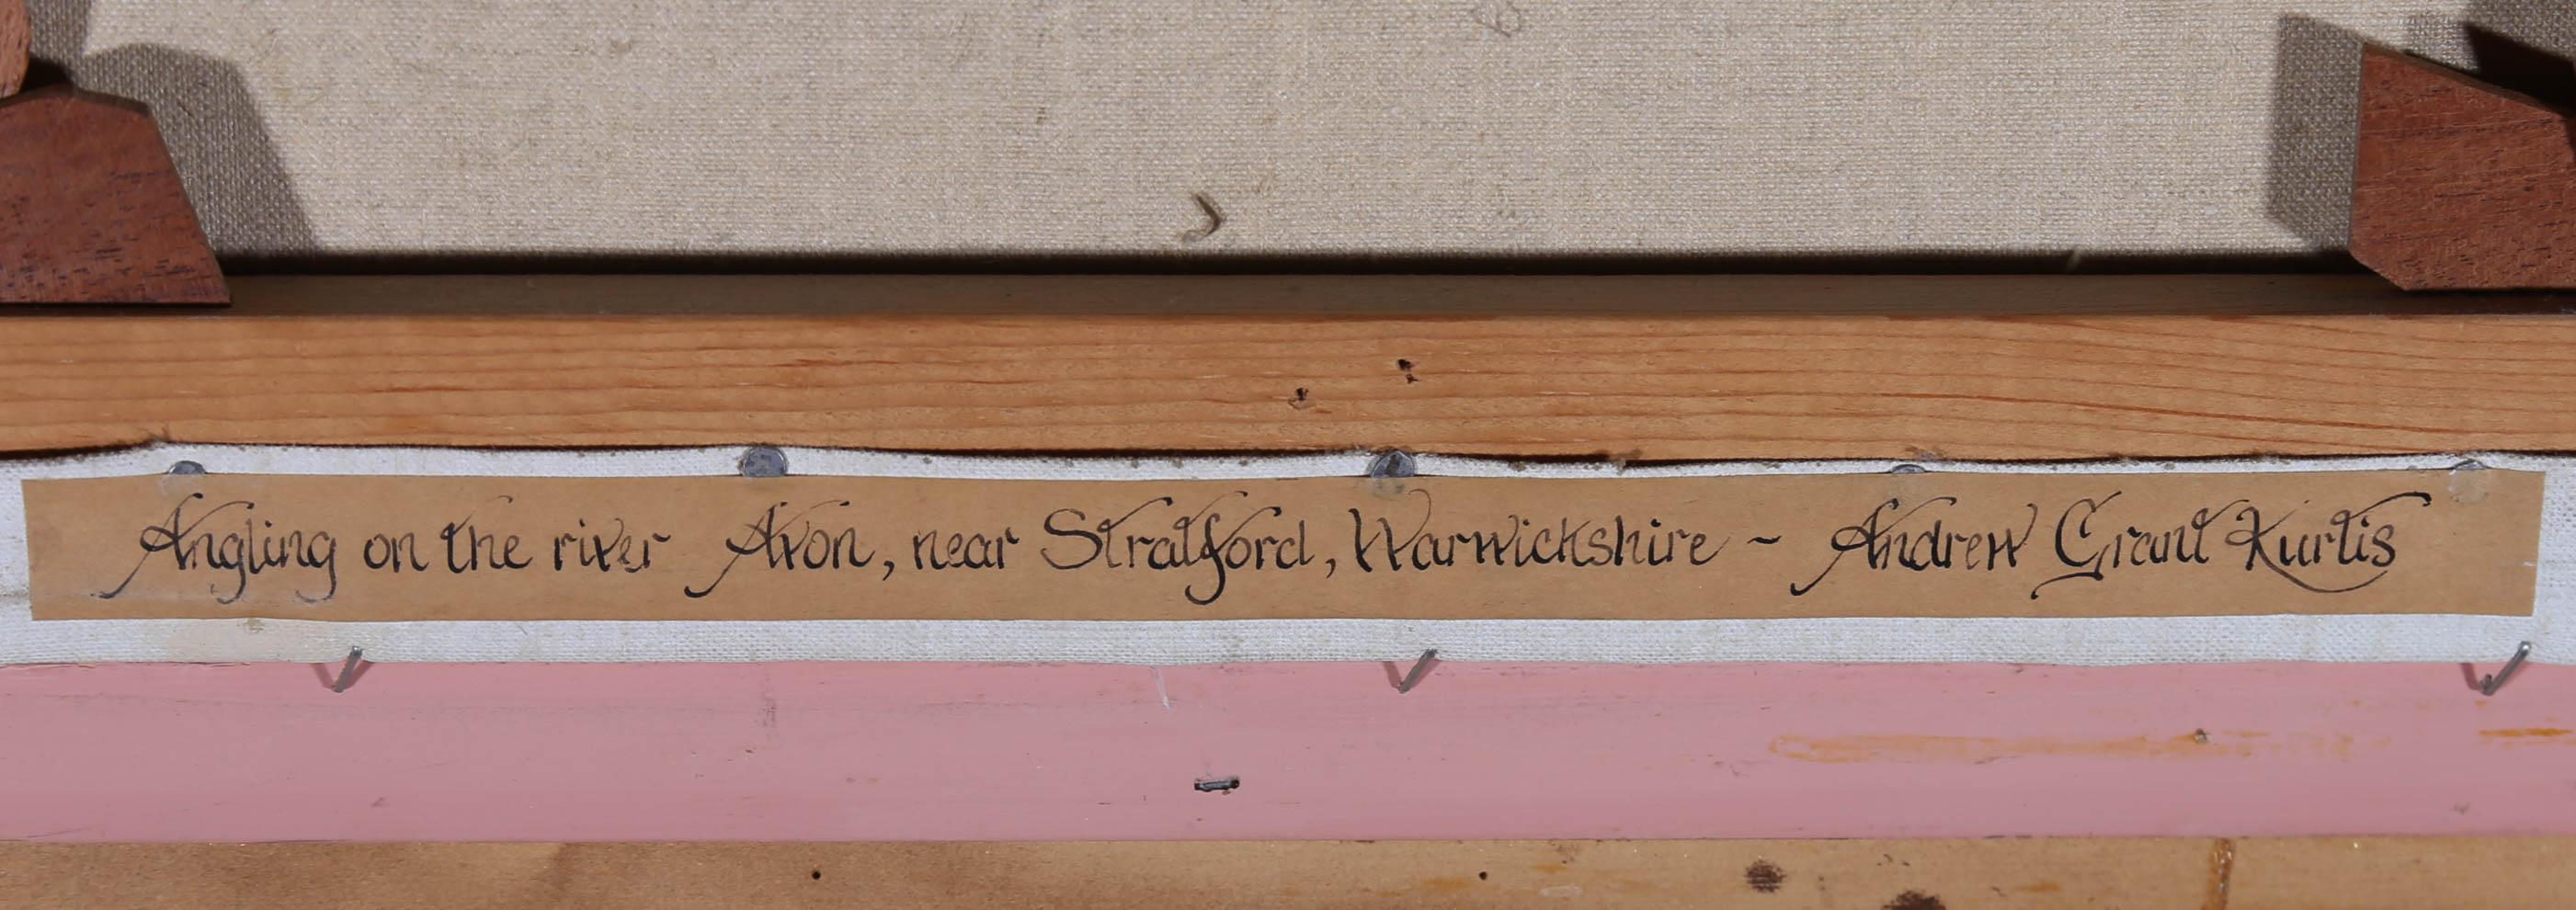 Angling on the river Avon, near Stratford, Warwickshire ~ Andrew Grant Kurtis